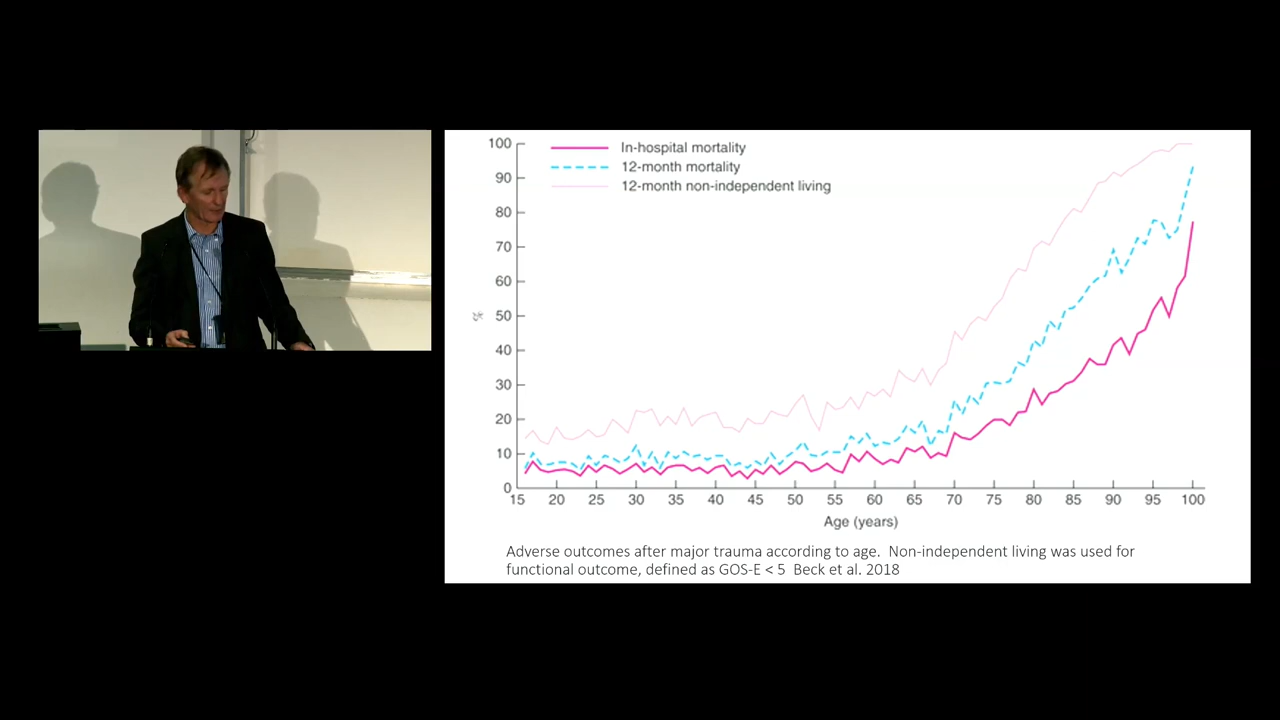 In-hospital mortality
12-month mortality
12-month non-independent living
100
90
80
70
60
50
40
30
20
10
0
%
15 20 25 30 35 40 45 50 55 60 65 70 75 80 85 90 95 100
Age (years)
Adverse outcomes after major trauma according to age. Non-independent living was used for
functional outcome, defined as GOS-E < 5 Beck et al. 2018